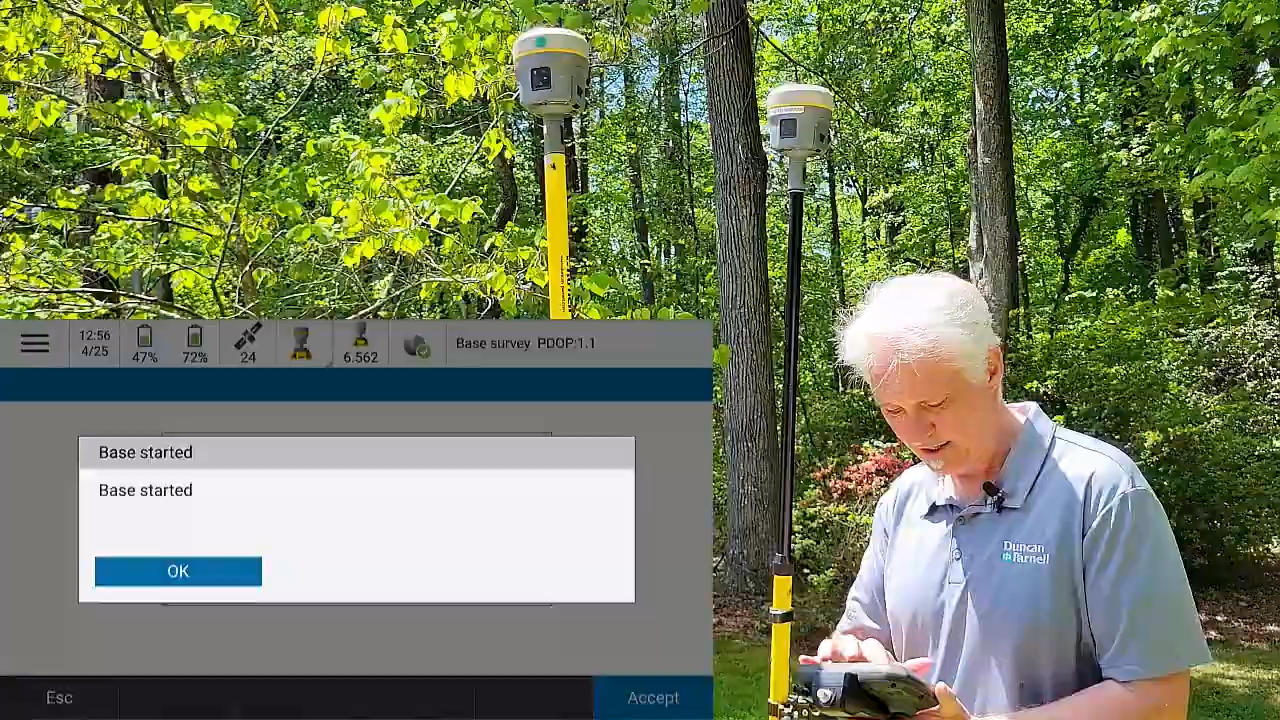 12:56
4/25
47%
72%
24
6.562
Base survey PDOP:1.1
Base started
Base started
OK
Esc
Accept
Duncan
Parnell